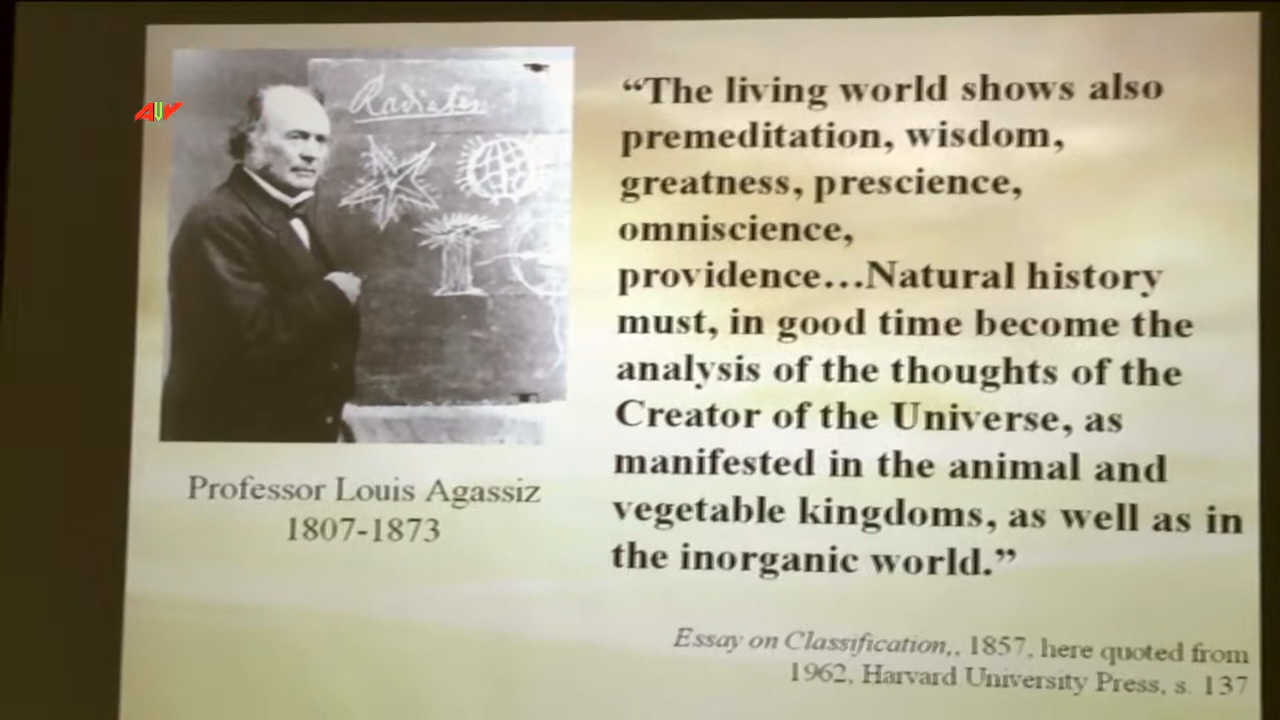 AW
Radiates
“The living world shows also
premeditation, wisdom,
greatness, prescience,
omniscience,
providence…Natural history
must, in good time become the
analysis of the thoughts of the
Creator of the Universe, as
manifested in the animal and
vegetable kingdoms, as well as in
the inorganic world.”
Professor Louis Agassiz
1807-1873
Essay on Classification,, 1857, here quoted from
1962, Harvard University Press, s. 137